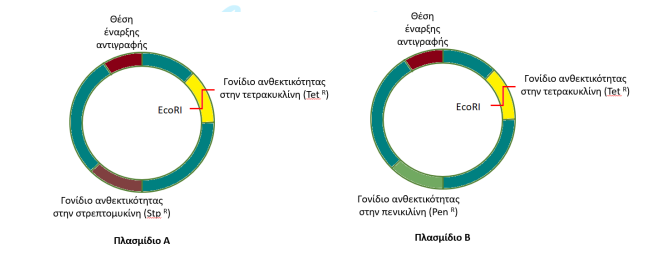 Θέση
έναρξης
αντιγραφής
Γονίδιο ανθεκτικότητας
στην τετρακυκλίνη (Tet R)
EcoRI
Γονίδιο ανθεκτικότητας
στην στρεπτομυκίνη (Stp R)
Πλασμίδιο Α
Θέση
έναρξης
αντιγραφής
Γονίδιο ανθεκτικότητας
στην τετρακυκλίνη (Tet R)
EcoRI
Γονίδιο ανθεκτικότητας
στην πενικιλίνη (Pen R)
Πλασμίδιο Β